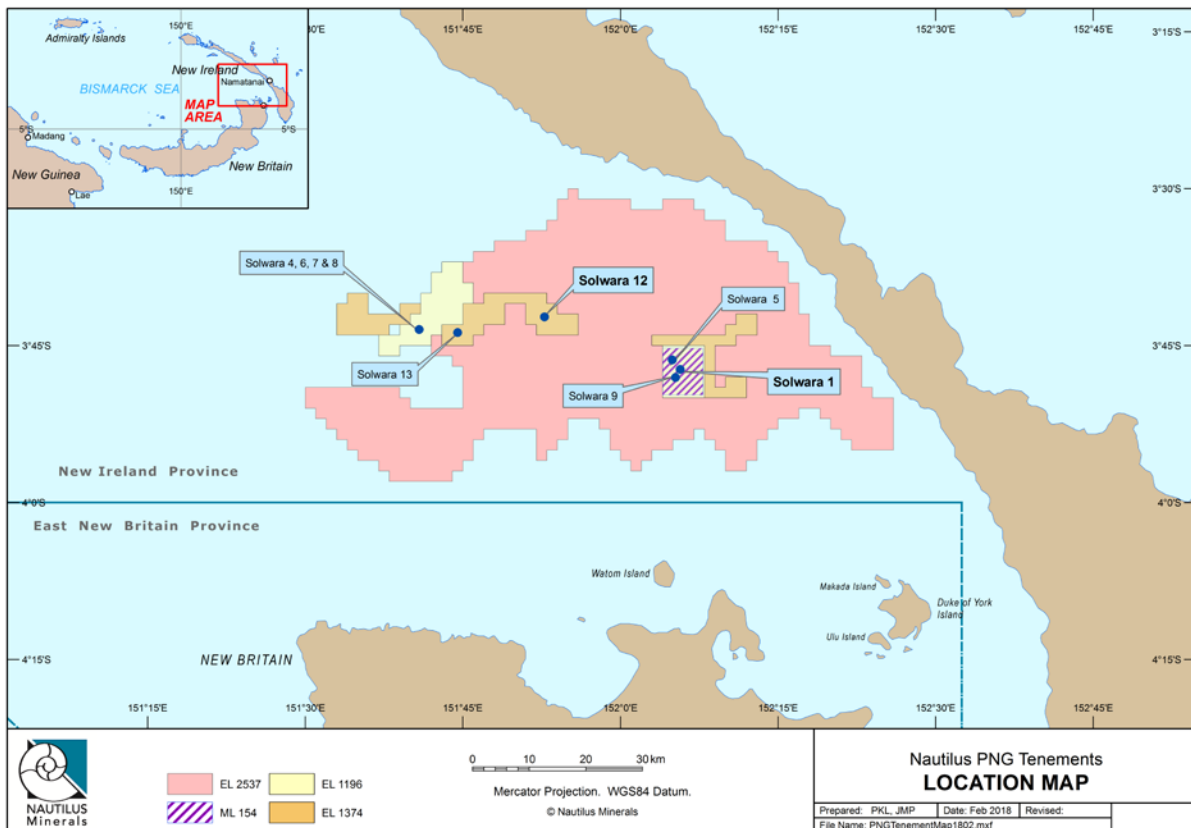 150°E
Admiralty Islands
New Ireland
Namatanai
BISMARCK SEA
MAP
AREA
5°S
5°S
Madang
New Britain
New Guinea
150°E
Lae
151°45'E
152°0'E
152°15'E
152°30'E
152°45'E
3°15'S
3°30'S
3°30'S
Solwara 4, 6, 7 & 8
Solwara 12
Solwara 5
3°45'S
3°45'S
Solwara 13
Solwara 9
Solwara 1
New Ireland Province
4°0'S
4°0'S
East New Britain Province
Watom Island
Makada Island
Duke of York
Island
Ulu Island
4°15'S
NEW BRITAIN
4°15'S
151°15'E
151°30'E
151°45'E
152°0'E
152°15'E
152°30'E
152°45'E
NAUTILUS
Minerals
EL 2537
EL 1196
ML 154
EL 1374
0 10 20 30 km
Mercator Projection. WGS84 Datum.
© Nautilus Minerals
Nautilus PNG Tenements
LOCATION MAP
Prepared: PKL, JMP Date: Feb 2018 Revised:
File Name: PNGTenementMap1802.mxf